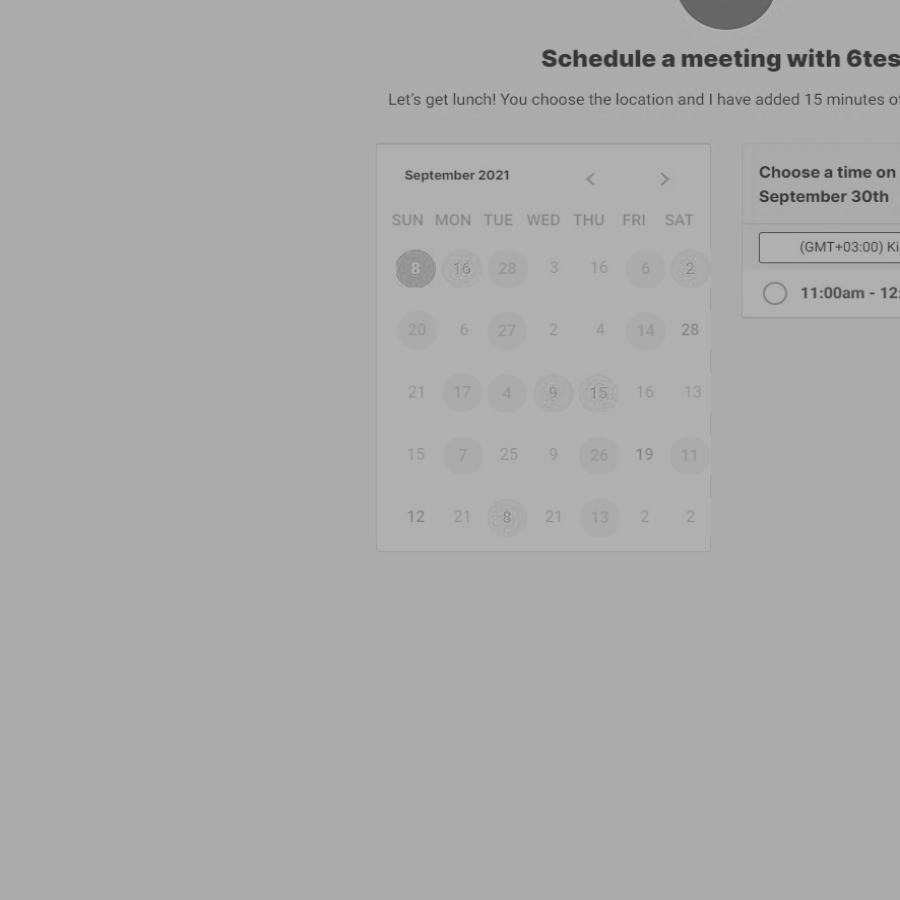 Schedule a meeting with 6tes
Let's get lunch! You choose the location and I have added 15 minutes of
September 2021
SUN MON TUE WED THU FRI SAT
8 16 28 3 16 6 2
20 6 27 2 4 14 28
21 17 4 9 15 16 13
15 7 25 9 26 19 11
12 21 8 21 13 2 2
Choose a time on
September 30th
(GMT+03:00) Ki
11:00am - 12: